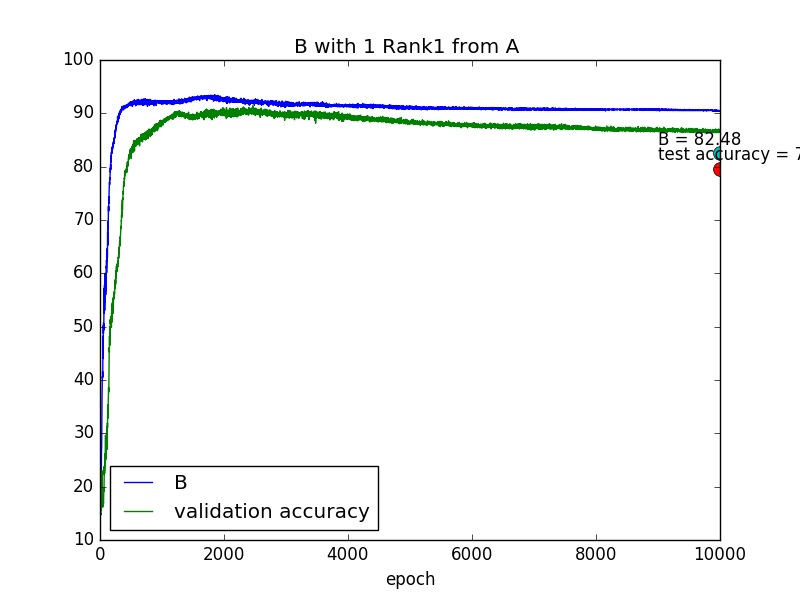 B with 1 Rank1 from A
100
90
80
70
60
50
40
30
20
10
B = 82.48
test accuracy = 7
B
validation accuracy
0
2000
4000
6000
8000
10000
epoch